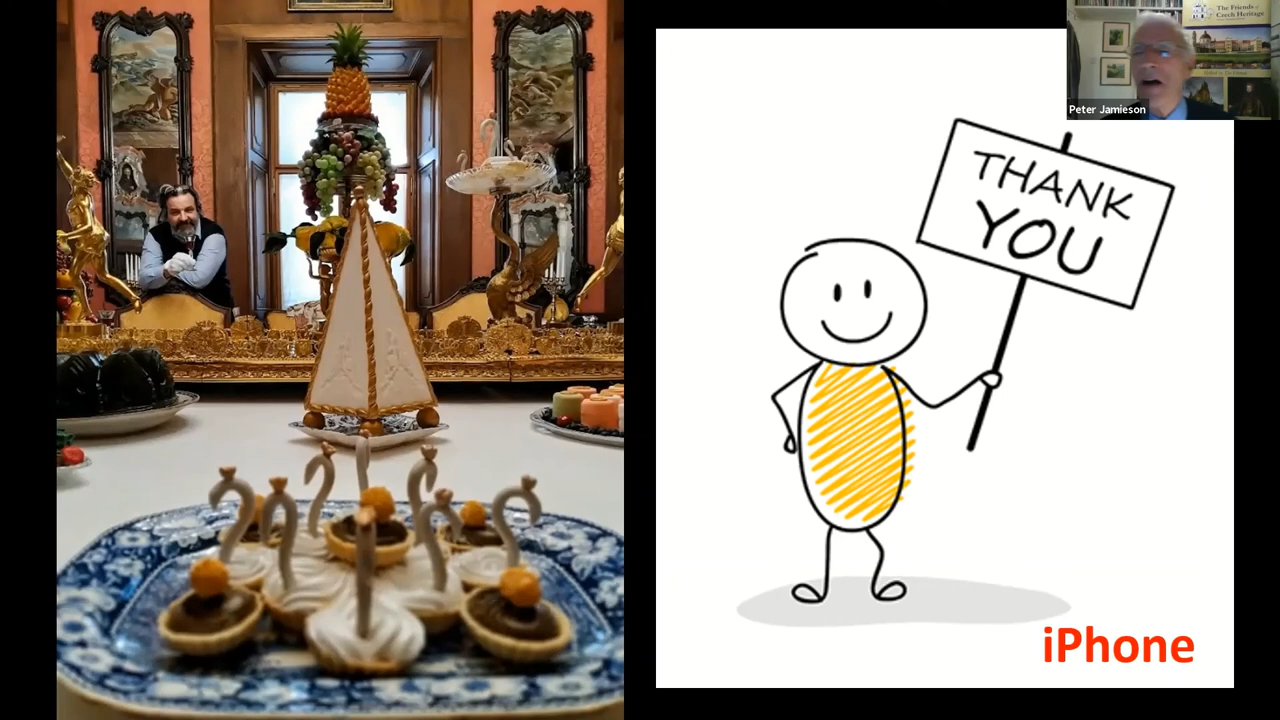 The Friends of
Czech Heritage
Peter Jamieson
THANK
YOU
iPhone